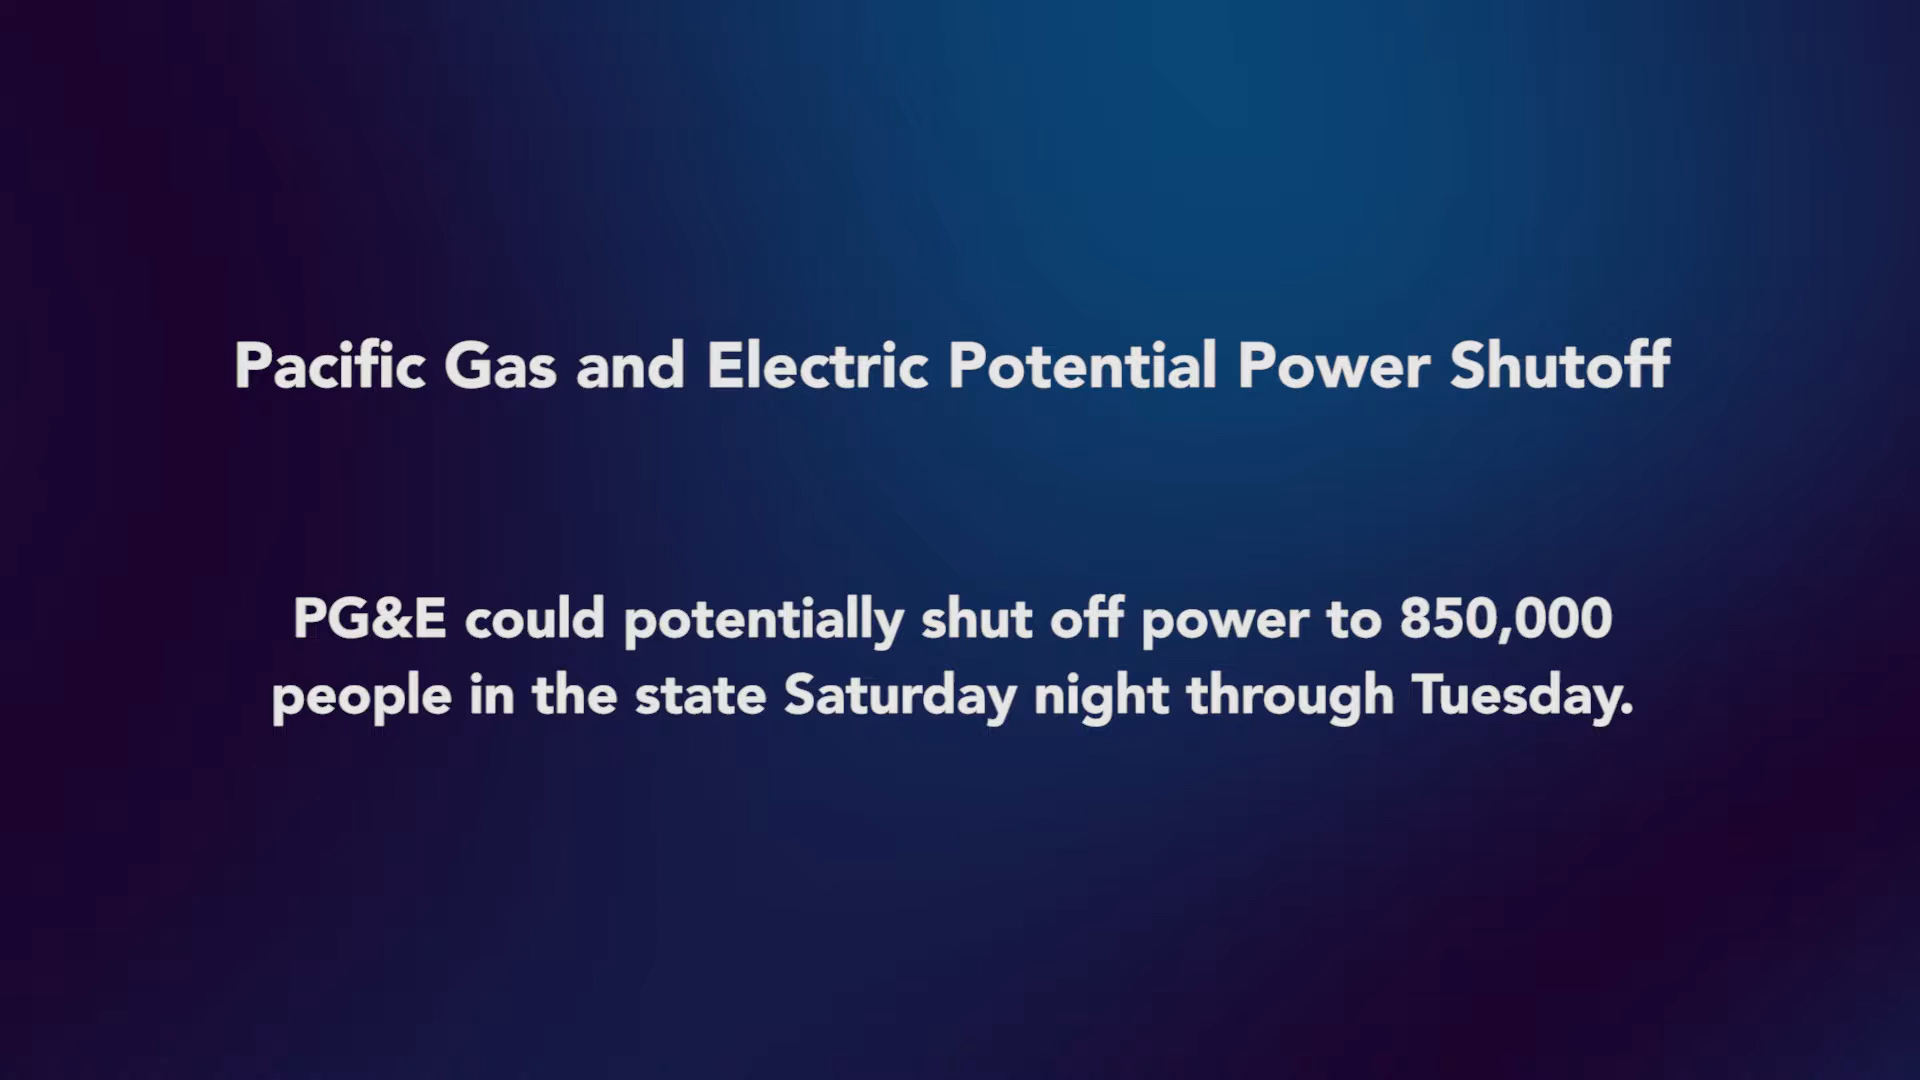 Pacific Gas and Electric Potential Power Shutoff
PG&E could potentially shut off power to 850,000
people in the state Saturday night through Tuesday.